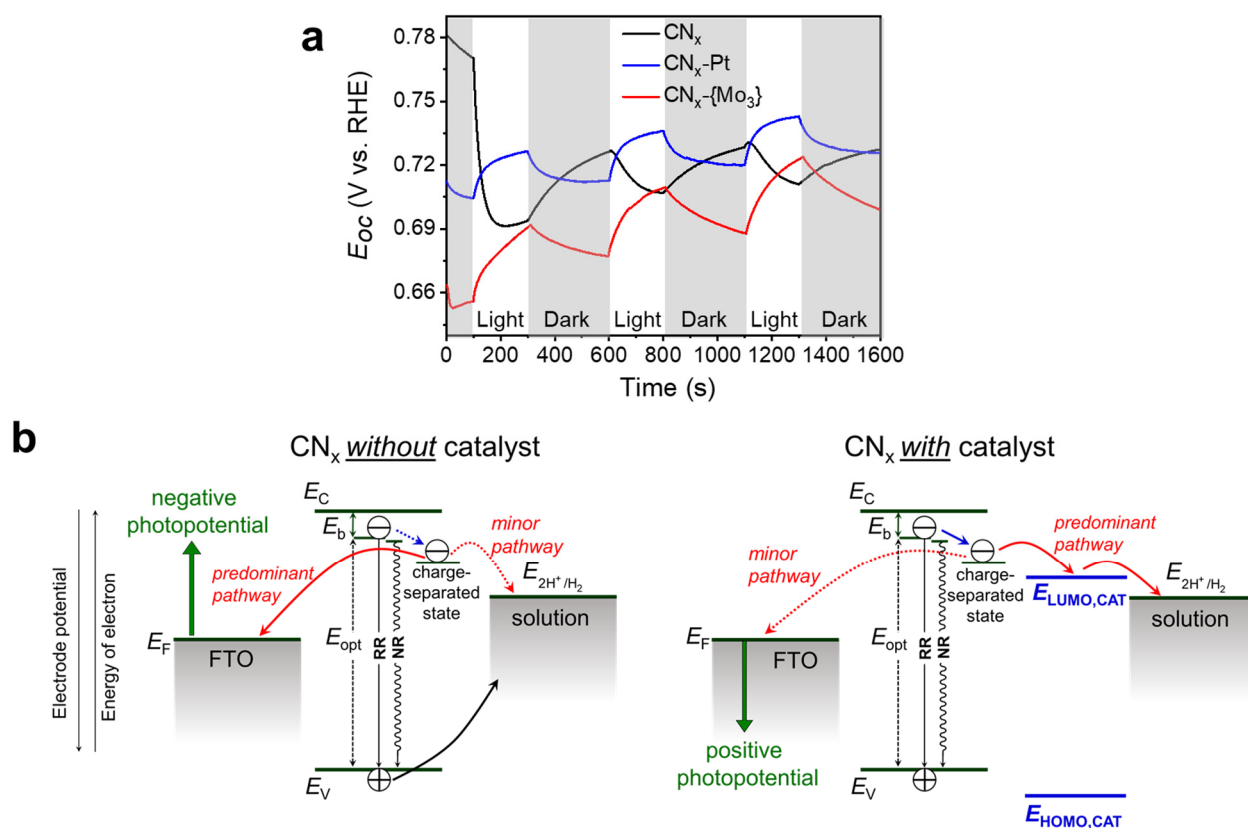 a
CNx
CNx-Pt
CNx-{Mo3}
0.78
0.75
0.72
0.69
0.66
Eoc (V vs. RHE)
Light Dark Light Dark Light Dark
0 200 400 600 800 1000 1200 1400 1600
Time (s)
b
CNx without catalyst
negative
photopotential
EC
Eb
minor
pathway
predominant
pathway
charge-
separated
state
E2H+/H2
solution
EF
FTO
Eopt
RR
NR
EV
Electrode potential
Energy of electron
CNx with catalyst
EC
Eb
predominant
pathway
minor
pathway
charge-
separated
state
E2H+/H2
ELUMO,CAT
solution
EF
FTO
Eopt
RR
NR
positive
photopotential
EV
EHOMO,CAT